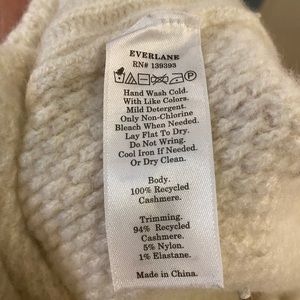 EVERLANE
RN# 139393
Hand Wash Cold.
With Like Colors.
Mild Detergent.
Only Non-Chlorine
Bleach When Needed.
Lay Flat To Dry.
Do Not Wring.
Cool Iron If Needed.
Or Dry Clean.
Body.
100% Recycled
Cashmere.
Trimming.
94% Recycled
Cashmere.
5% Nylon.
1% Elastane.
Made in China.